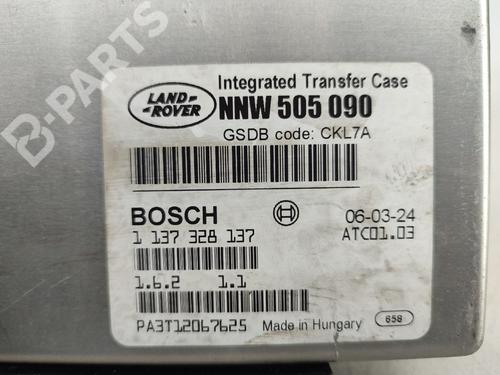 B-PARTS
LAND-
-ROVER
Integrated Transfer Case
NNW 505 090
GSDB code: CKL7A
BOSCH
06-03-24
1 137 328 137
ATC01.03
1.6.2 1.1
PA3T12067625 Made in Hungary 658